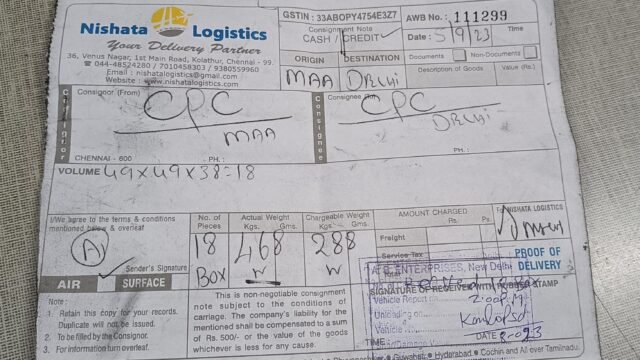 Nishata Logistics
Your Delivery Partner
36, Venus Nagar, 1st Main Road, Kolathur, Chennai - 99.
☎ 044-48524280 / 7010458303 / 9380559960
Email : nishatalogistics@gmail.com
Website : www.nishatalogistics.com
GSTIN : 33ABOPY4754E3Z7
Consignment Note
CASH / CREDIT ✓
AWB No. : 111299
Date : 5/9/23 Time
ORIGIN DESTINATION
MAA Delhi
Documents Non-Documents
Description of Goods Value (Rs.)
Consignor
Consignor (From)
CPC
MAA
CHENNAI - 600 PH. :
Consignee
Consignee (To)
CPC
Delhi
PH. :
VOLUME 49x49x38=18
I/We agree to the terms & conditions
mentioned below & overleaf
A
Sender's Signature
AIR SURFACE
No. of Pieces
18
BOX
Actual Weight
Kgs. Gms.
468
W
Chargeable Weight
Kgs. Gms.
288
W
AMOUNT CHARGED
Rs. Ps.
Freight
Service Tax
For NISHATA LOGISTICS
PROOF OF
DELIVERY
ENTERPRISES, New Delhi
SIGNATURE OF RECEIVER WITH RUBBER STAMP
Vehicle Report
Unloading
Vehicle
TIME : DATE :
Note :
1. Retain this copy for your records.
Duplicate will not be issued.
2. To be filled by the Consignor.
3. For information turn overleaf.
This is non-negotiable consignment
note subject to the conditions of
carriage. The company's liability for
the mentioned shall be compensated to a sum
of Rs. 500/- or the value of the goods
whichever is less for any cause.
● Guwahati ● Hyderabad ● Cochin and All over Tamilnadu